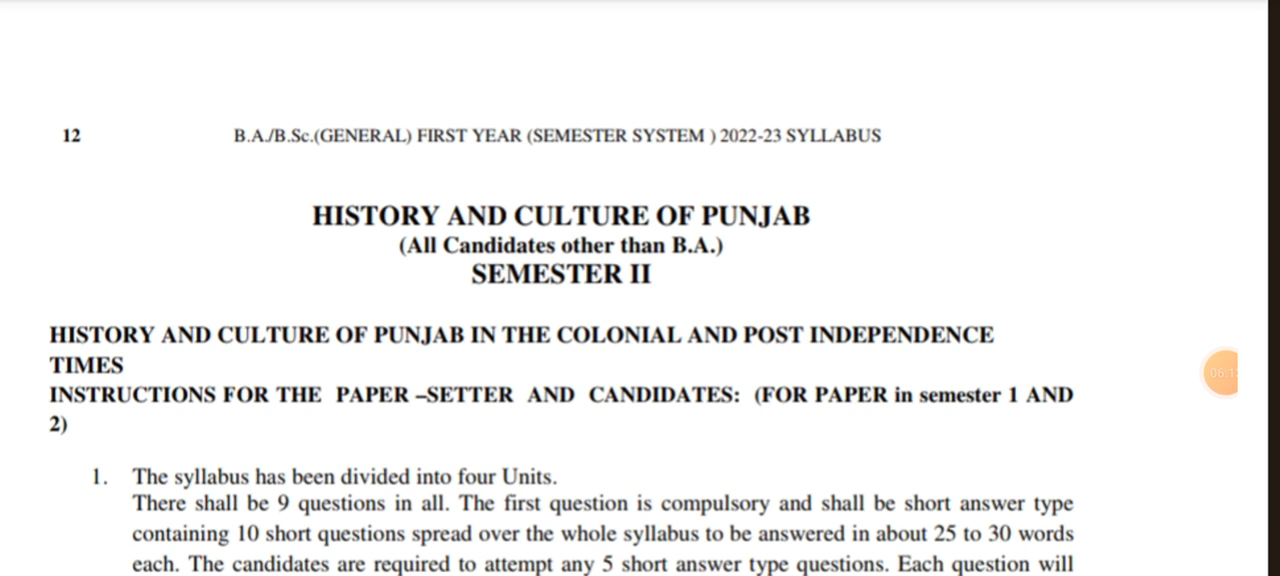 12 B.A./B.Sc.(GENERAL) FIRST YEAR (SEMESTER SYSTEM ) 2022-23 SYLLABUS
HISTORY AND CULTURE OF PUNJAB
(All Candidates other than B.A.)
SEMESTER II
HISTORY AND CULTURE OF PUNJAB IN THE COLONIAL AND POST INDEPENDENCE
TIMES
INSTRUCTIONS FOR THE PAPER –SETTER AND CANDIDATES: (FOR PAPER in semester 1 AND
2)
1. The syllabus has been divided into four Units.
There shall be 9 questions in all. The first question is compulsory and shall be short answer type
containing 10 short questions spread over the whole syllabus to be answered in about 25 to 30 words
each. The candidates are required to attempt any 5 short answer type questions. Each question will